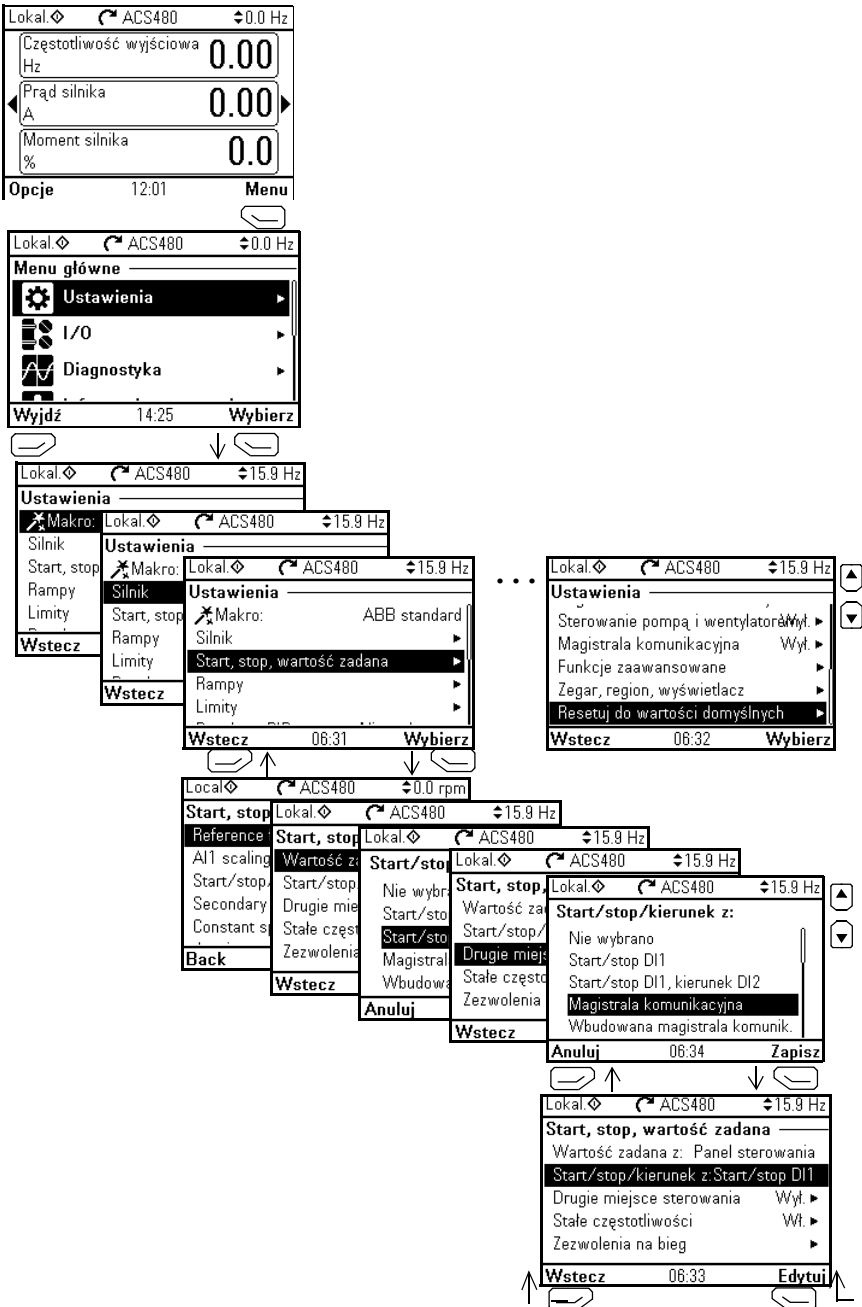 Lokal. ACS480 0.0 Hz
Częstotliwość wyjściowa
Hz
0.00
Prąd silnika
A
0.00
Moment silnika
%
0.0
Opcje 12:01 Menu
Lokal. ACS480 0.0 Hz
Menu główne
Ustawienia
I/O
Diagnostyka
Wyjdź 14:25 Wybierz
Lokal. ACS480 15.9 Hz
Ustawienia
Makro:
Silnik
Start, stop
Rampy
Limity
Wstecz
Lokal. ACS480 15.9 Hz
Ustawienia
Makro:
Silnik
Start, stop
Rampy
Limity
Wstecz
Lokal. ACS480 15.9 Hz
Ustawienia
Makro: ABB standard
Silnik
Start, stop, wartość zadana
Rampy
Limity
Wstecz 06:31 Wybierz
...
Lokal. ACS480 15.9 Hz
Ustawienia
Sterowanie pompą i wentylatorem Wył.
Magistrala komunikacyjna Wył.
Funkcje zaawansowane
Zegar, region, wyświetlacz
Resetuj do wartości domyślnych
Wstecz 06:32 Wybierz
Local ACS480 0.0 rpm
Start, stop
Reference
AI1 scaling
Start/stop/
Secondary
Constant s
Back
Lokal. ACS480 15.9 Hz
Start, stop
Wartość z
Start/stop
Drugie mie
Stałe częst
Zezwolenia
Wstecz
Lokal. ACS480 15.9 Hz
Start/stop
Nie wybr
Start/sto
Start/sto
Magistral
Wbudowa
Anuluj
Lokal. ACS480 15.9 Hz
Start, stop,
Wartość za
Start/stop/
Drugie miejs
Stałe często
Zezwolenia
Wstecz
Lokal. ACS480 15.9 Hz
Start/stop/kierunek z:
Nie wybrano
Start/stop DI1
Start/stop DI1, kierunek DI2
Magistrala komunikacyjna
Wbudowana magistrala komunik.
Anuluj 06:34 Zapisz
Lokal. ACS480 15.9 Hz
Start, stop, wartość zadana
Wartość zadana z: Panel sterowania
Start/stop/kierunek z:Start/stop DI1
Drugie miejsce sterowania Wył.
Stałe częstotliwości Wł.
Zezwolenia na bieg
Wstecz 06:33 Edytuj